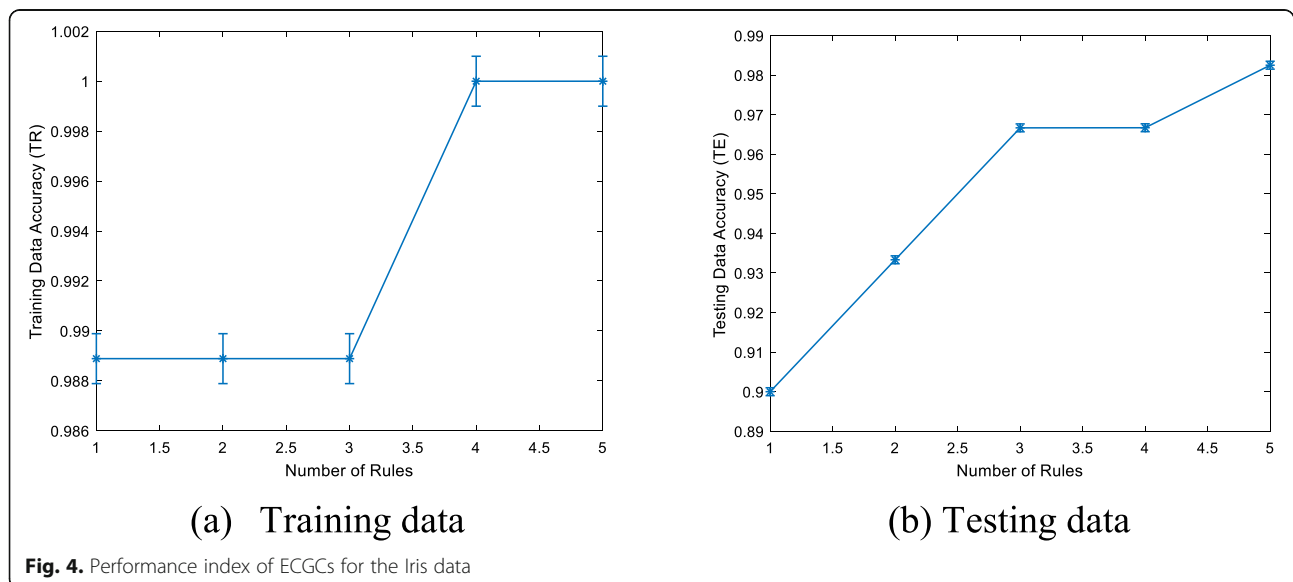 1.002
1
0.998
0.996
0.994
0.992
0.99
0.988
0.986
Training Data Accuracy (TR)
1 1.5 2 2.5 3 3.5 4 4.5 5
Number of Rules
(a) Training data
0.99
0.98
0.97
0.96
0.95
0.94
0.93
0.92
0.91
0.9
0.89
Testing Data Accuracy (TE)
1 1.5 2 2.5 3 3.5 4 4.5 5
Number of Rules
(b) Testing data
Fig. 4. Performance index of ECGCs for the Iris data